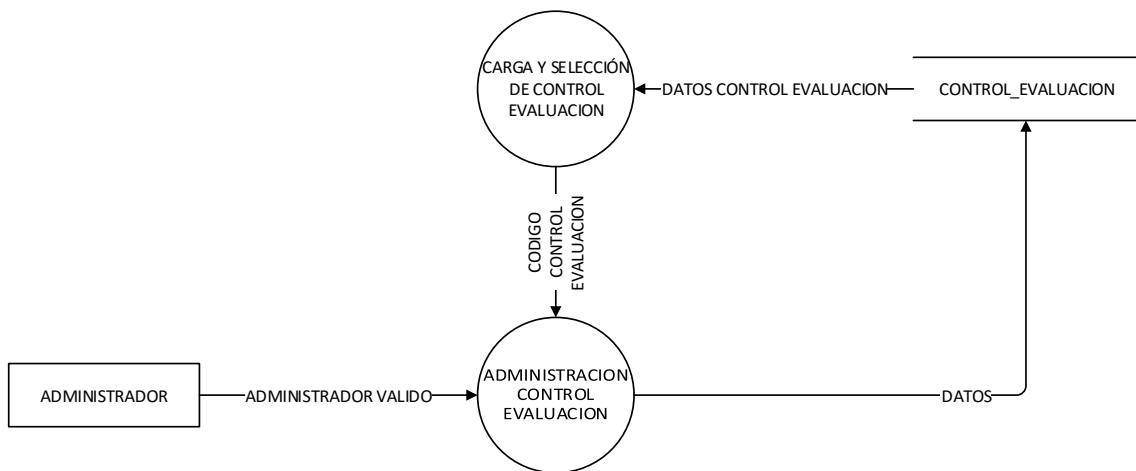 CARGA Y SELECCIÓN
DE CONTROL
EVALUACION
DATOS CONTROL EVALUACION
CONTROL_EVALUACION
CODIGO
CONTROL
EVALUACION
ADMINISTRADOR
ADMINISTRADOR VALIDO
ADMINISTRACION
CONTROL
EVALUACION
DATOS